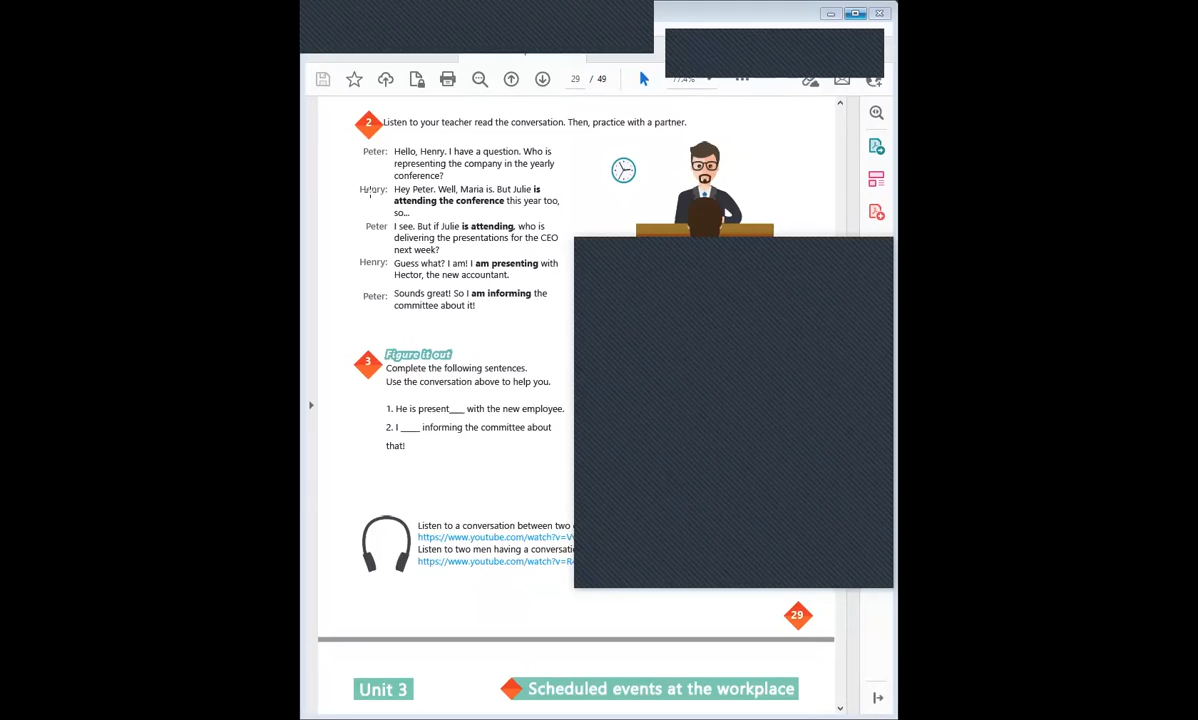 29 / 49
77.4%
2 Listen to your teacher read the conversation. Then, practice with a partner.
Peter: Hello, Henry. I have a question. Who is
representing the company in the yearly
conference?
Henry: Hey Peter. Well, Maria is. But Julie is
attending the conference this year too,
so...
Peter I see. But if Julie is attending, who is
delivering the presentations for the CEO
next week?
Henry: Guess what? I am! I am presenting with
Hector, the new accountant.
Peter: Sounds great! So I am informing the
committee about it!
3 Figure it out
Complete the following sentences.
Use the conversation above to help you.
1. He is present___ with the new employee.
2. I ____ informing the committee about
that!
Listen to a conversation between two
https://www.youtube.com/watch?v=V
Listen to two men having a conversatio
https://www.youtube.com/watch?v=R
29
Unit 3
Scheduled events at the workplace